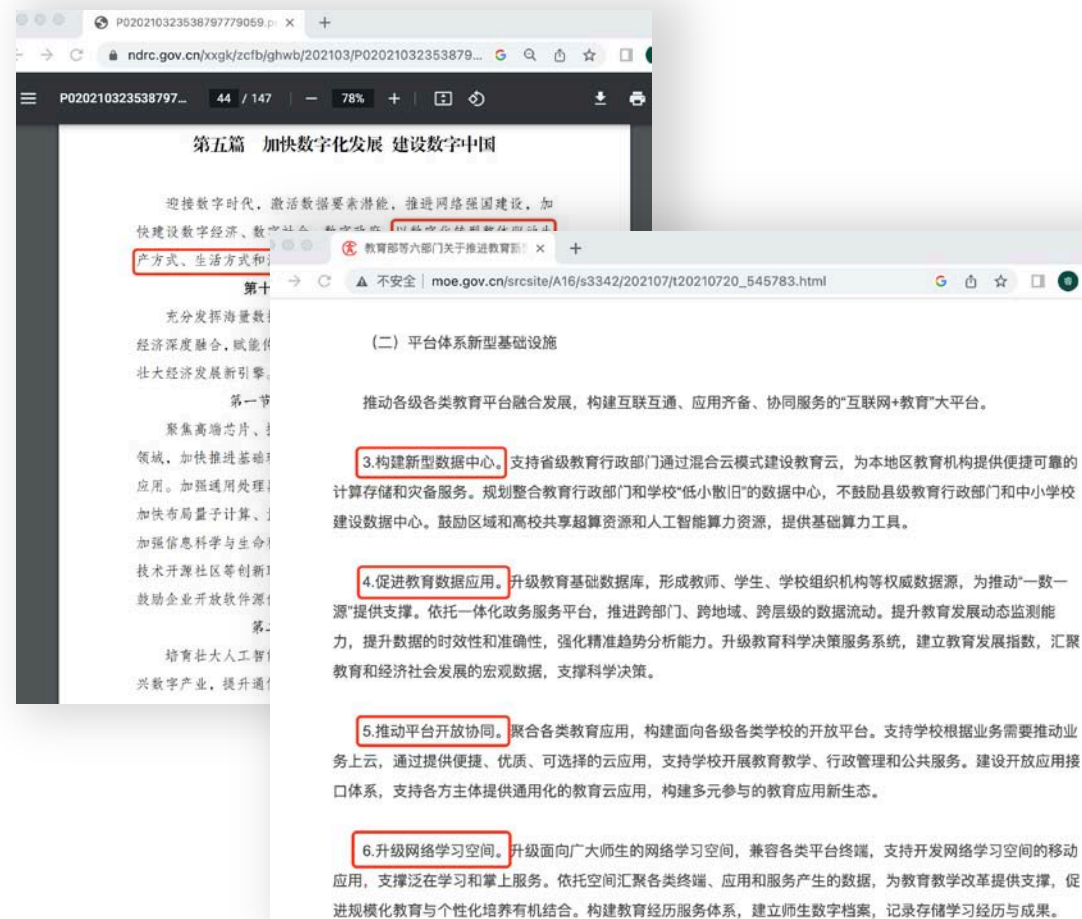 P020210323538797779059.p
ndrc.gov.cn/xxgk/zcfb/ghwb/202103/P02021032353879...
P020210323538797... 44 / 147 78%
第五篇 加快数字化发展 建设数字中国
迎接数字时代，激活数据要素潜能，推进网络强国建设，加
快建设数字经济、数字社会、数字政府，以数字化转型整体驱动生
产方式、生活方式和
第十
充分发挥海量数
经济深度融合，赋能
壮大经济发展新引擎。
第一节
聚焦高端芯片、
领域，加快推进基础
应用。加强通用处理
加快布局量子计算、
加强信息科学与生命
技术开源社区等创新
鼓励企业开放软件源
第
培育壮大人工智
兴数字产业，提升通
教育部等六部门关于推进教育新
不安全 moe.gov.cn/srcsite/A16/s3342/202107/t20210720_545783.html
（二）平台体系新型基础设施
推动各级各类教育平台融合发展，构建互联互通、应用齐备、协同服务的“互联网+教育”大平台。
3.构建新型数据中心。支持省级教育行政部门通过混合云模式建设教育云，为本地区教育机构提供便捷可靠的
计算存储和灾备服务。规划整合教育行政部门和学校“低小散旧”的数据中心，不鼓励县级教育行政部门和中小学校
建设数据中心。鼓励区域和高校共享超算资源和人工智能算力资源，提供基础算力工具。
4.促进教育数据应用。升级教育基础数据库，形成教师、学生、学校组织机构等权威数据源，为推动“一数一
源”提供支撑。依托一体化政务服务平台，推进跨部门、跨地域、跨层级的数据流动。提升教育发展动态监测能
力，提升数据的时效性和准确性，强化精准趋势分析能力。升级教育科学决策服务系统，建立教育发展指数，汇聚
教育和经济社会发展的宏观数据，支撑科学决策。
5.推动平台开放协同。聚合各类教育应用，构建面向各级各类学校的开放平台。支持学校根据业务需要推动业
务上云，通过提供便捷、优质、可选择的云应用，支持学校开展教育教学、行政管理和公共服务。建设开放应用接
口体系，支持各方主体提供通用化的教育云应用，构建多元参与的教育应用新生态。
6.升级网络学习空间。升级面向广大师生的网络学习空间，兼容各类平台终端，支持开发网络学习空间的移动
应用，支撑泛在学习和掌上服务。依托空间汇聚各类终端、应用和服务产生的数据，为教育教学改革提供支撑，促
进规模化教育与个性化培养有机结合。构建教育经历服务体系，建立师生数字档案，记录存储学习经历与成果。